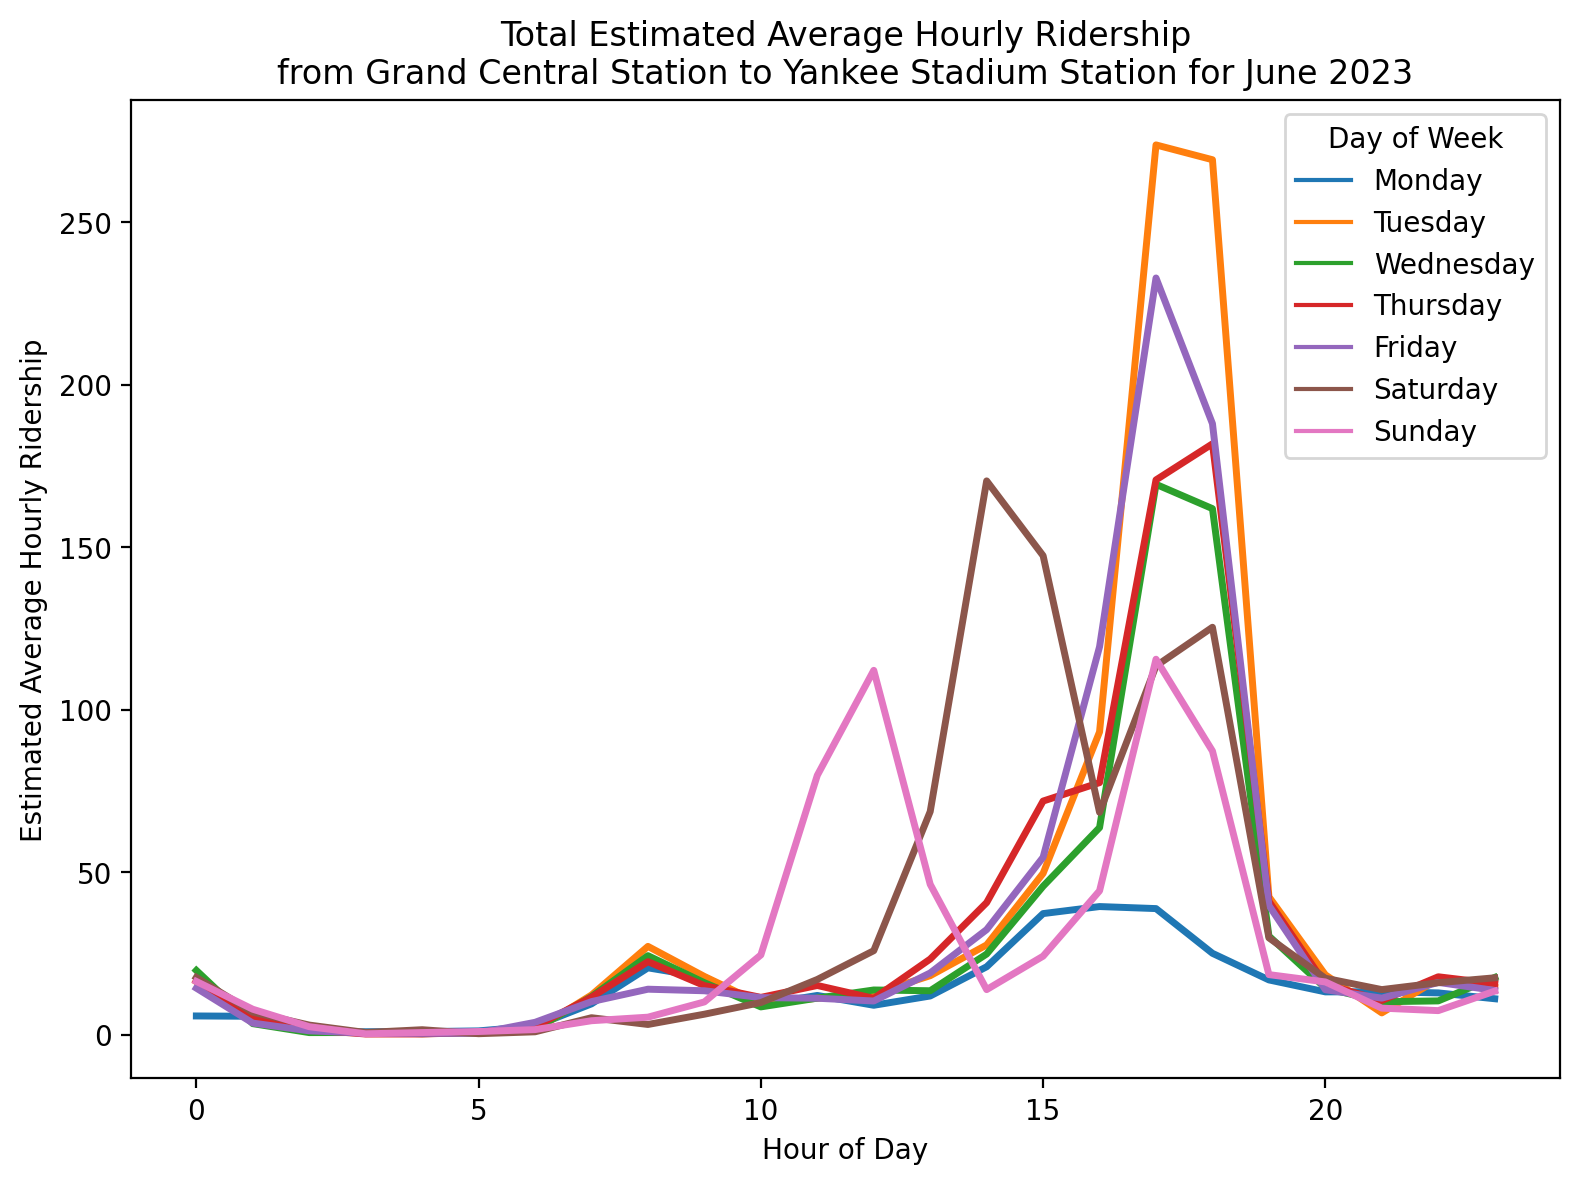 Total Estimated Average Hourly Ridership
from Grand Central Station to Yankee Stadium Station for June 2023
Day of Week
Monday
Tuesday
Wednesday
Thursday
Friday
Saturday
Sunday
Estimated Average Hourly Ridership
250
200
150
100
50
0
0 5 10 15 20
Hour of Day